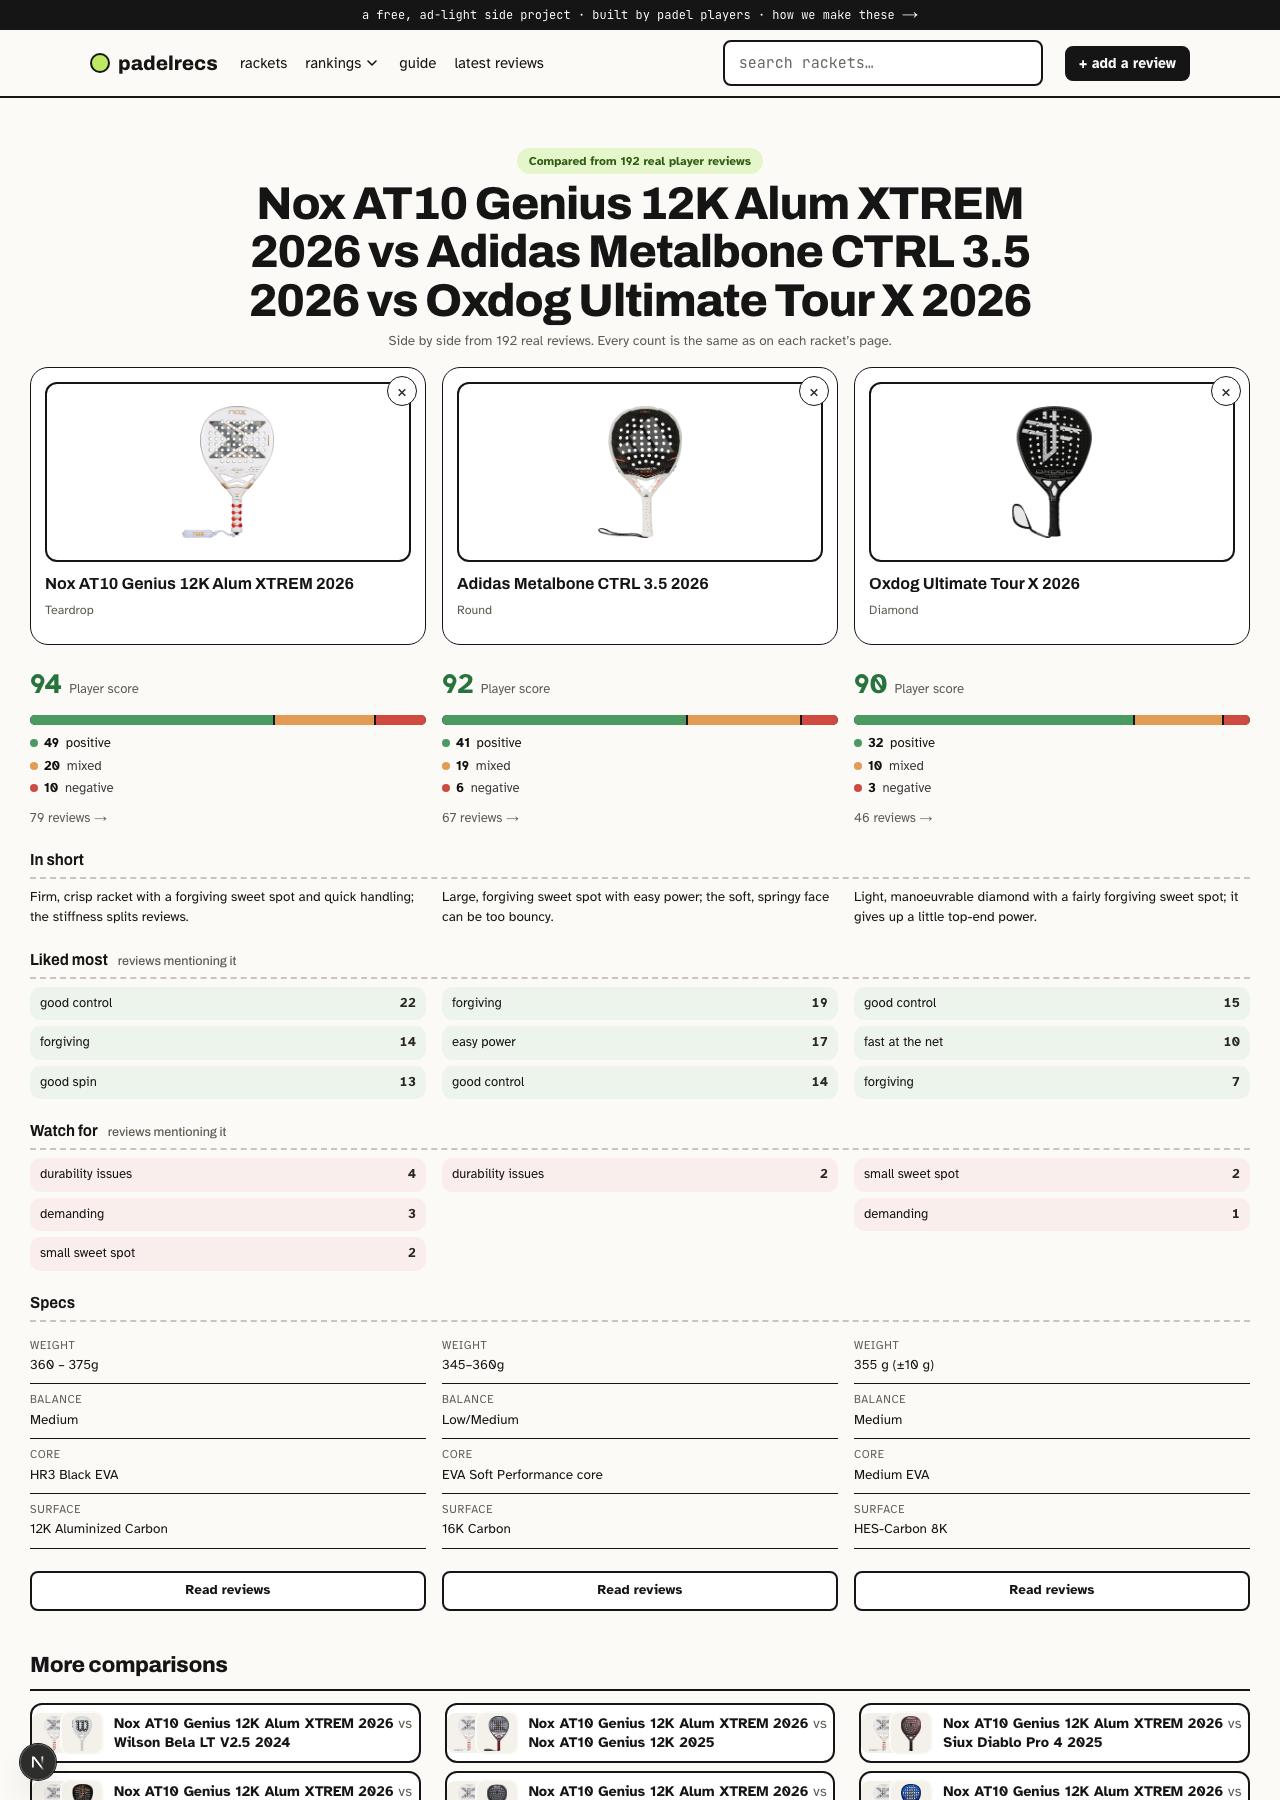 a free, ad-light side project · built by padel players · how we make these →
padelrecs
rackets
rankings
guide
latest reviews
search rackets…
+ add a review
Compared from 192 real player reviews
Nox AT10 Genius 12K Alum XTREM
2026 vs Adidas Metalbone CTRL 3.5
2026 vs Oxdog Ultimate Tour X 2026
Side by side from 192 real reviews. Every count is the same as on each racket's page.
Nox AT10 Genius 12K Alum XTREM 2026
Teardrop
Adidas Metalbone CTRL 3.5 2026
Round
Oxdog Ultimate Tour X 2026
Diamond
94 Player score
49 positive
20 mixed
10 negative
79 reviews →
92 Player score
41 positive
19 mixed
6 negative
67 reviews →
90 Player score
32 positive
10 mixed
3 negative
46 reviews →
In short
Firm, crisp racket with a forgiving sweet spot and quick handling;
the stiffness splits reviews.
Large, forgiving sweet spot with easy power; the soft, springy face
can be too bouncy.
Light, manoeuvrable diamond with a fairly forgiving sweet spot; it
gives up a little top-end power.
Liked most reviews mentioning it
good control 22
forgiving 14
good spin 13
forgiving 19
easy power 17
good control 14
good control 15
fast at the net 10
forgiving 7
Watch for reviews mentioning it
durability issues 4
demanding 3
small sweet spot 2
durability issues 2
small sweet spot 2
demanding 1
Specs
WEIGHT
360 – 375g
BALANCE
Medium
CORE
HR3 Black EVA
SURFACE
12K Aluminized Carbon
WEIGHT
345–360g
BALANCE
Low/Medium
CORE
EVA Soft Performance core
SURFACE
16K Carbon
WEIGHT
355 g (±10 g)
BALANCE
Medium
CORE
Medium EVA
SURFACE
HES-Carbon 8K
Read reviews
Read reviews
Read reviews
More comparisons
Nox AT10 Genius 12K Alum XTREM 2026 vs
Wilson Bela LT V2.5 2024
Nox AT10 Genius 12K Alum XTREM 2026 vs
Nox AT10 Genius 12K 2025
Nox AT10 Genius 12K Alum XTREM 2026 vs
Siux Diablo Pro 4 2025
N
Nox AT10 Genius 12K Alum XTREM 2026 vs
Nox AT10 Genius 12K Alum XTREM 2026 vs
Nox AT10 Genius 12K Alum XTREM 2026 vs